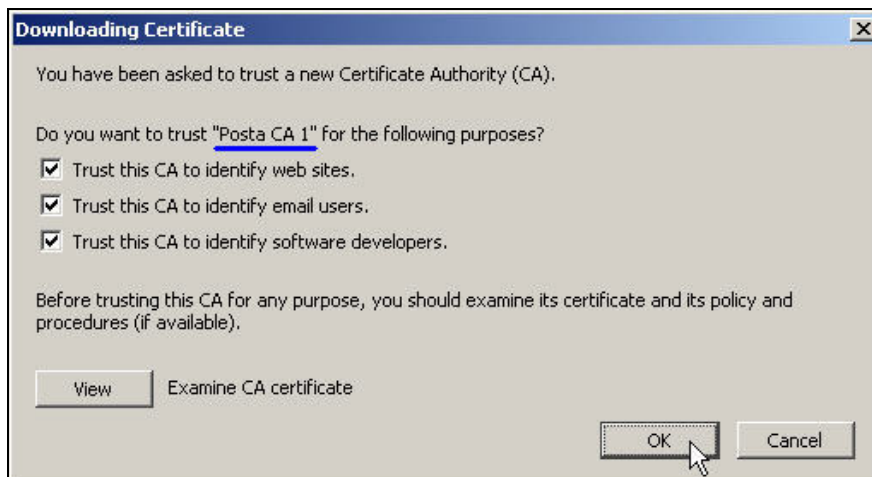 Downloading Certificate
You have been asked to trust a new Certificate Authority (CA).
Do you want to trust "Posta CA 1" for the following purposes?
Trust this CA to identify web sites.
Trust this CA to identify email users.
Trust this CA to identify software developers.
Before trusting this CA for any purpose, you should examine its certificate and its policy and
procedures (if available).
View Examine CA certificate
OK Cancel